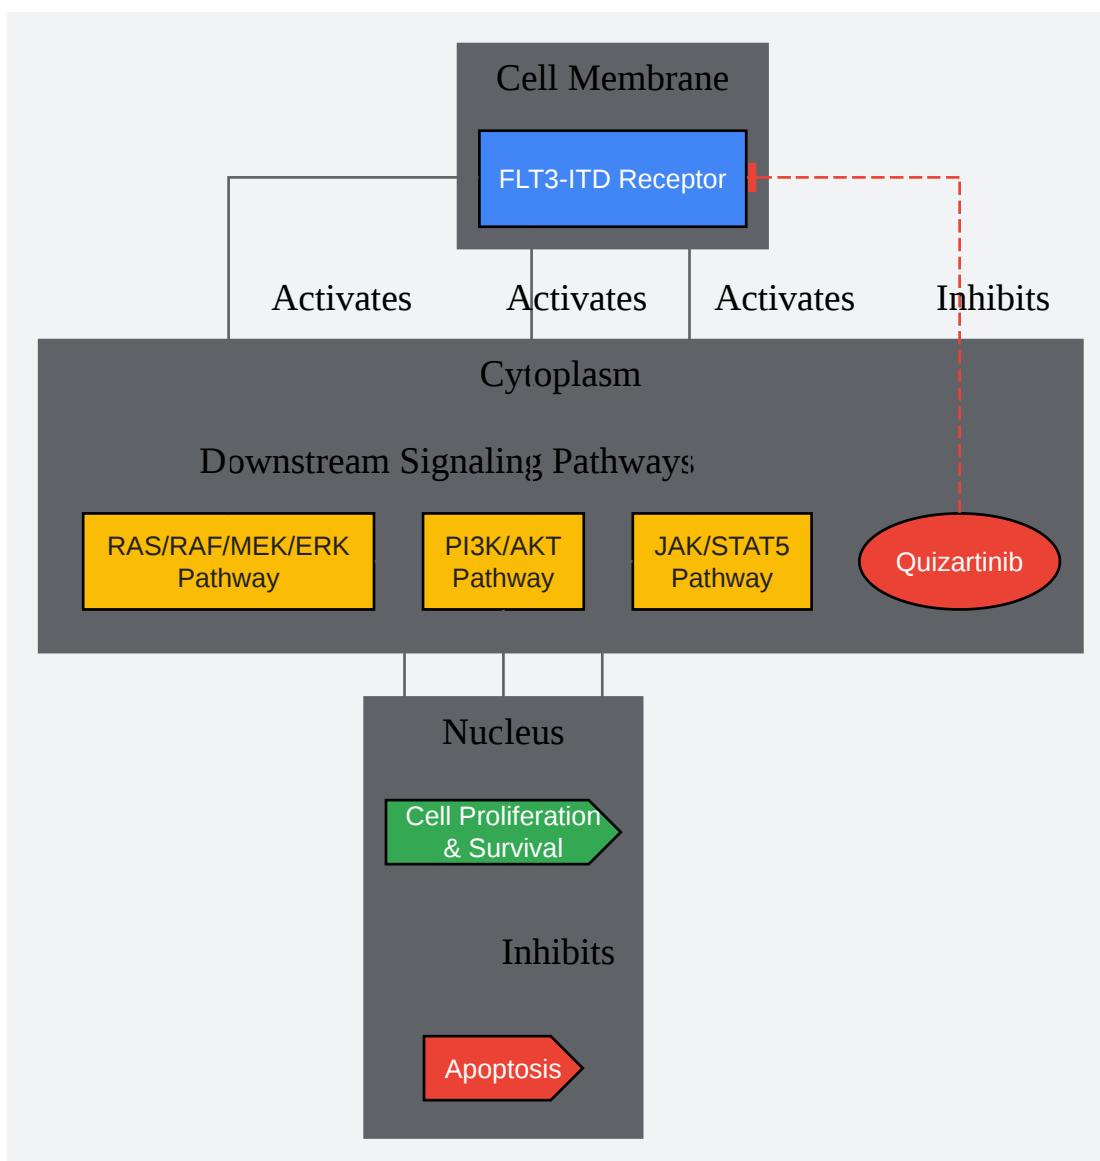 Cell Membrane
FLT3-ITD Receptor
Activates
Activates
Activates
Inhibits
Cytoplasm
Downstream Signaling Pathways
RAS/RAF/MEK/ERK
Pathway
PI3K/AKT
Pathway
JAK/STAT5
Pathway
Quizartinib
Nucleus
Cell Proliferation
& Survival
Inhibits
Apoptosis